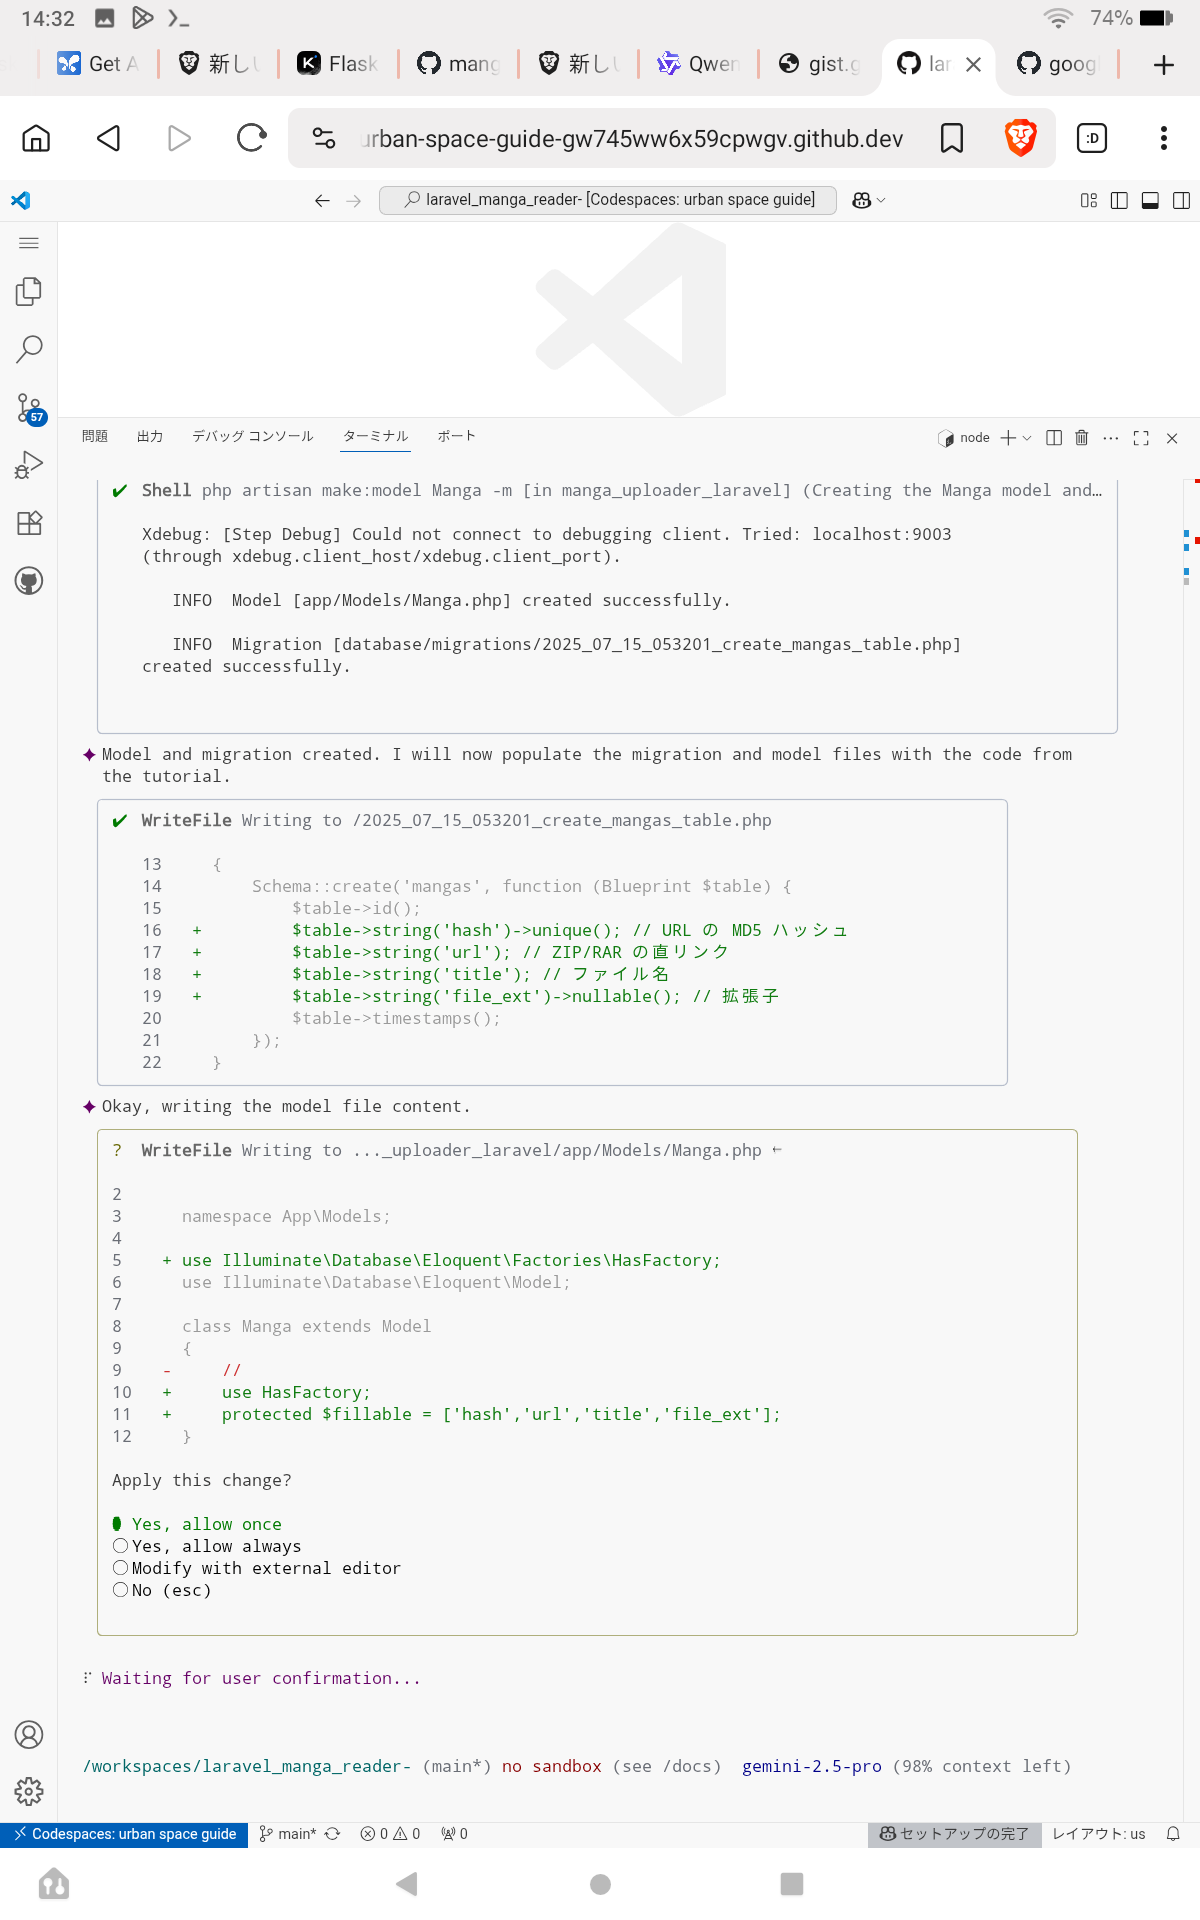 14:32
74%
Get A
新しい
Flask
mang
新しい
Qwen
gist.g
lar
goog
urban-space-guide-gw745ww6x59cpwgv.github.dev
:D
laravel_manga_reader- [Codespaces: urban space guide]
57
問題 出力 デバッグ コンソール ターミナル ポート
node
✔ Shell php artisan make:model Manga -m [in manga_uploader_laravel] (Creating the Manga model and…
Xdebug: [Step Debug] Could not connect to debugging client. Tried: localhost:9003
(through xdebug.client_host/xdebug.client_port).
INFO Model [app/Models/Manga.php] created successfully.
INFO Migration [database/migrations/2025_07_15_053201_create_mangas_table.php]
created successfully.
✦ Model and migration created. I will now populate the migration and model files with the code from
the tutorial.
✔ WriteFile Writing to /2025_07_15_053201_create_mangas_table.php
13 {
14 Schema::create('mangas', function (Blueprint $table) {
15 $table->id();
16 + $table->string('hash')->unique(); // URL の MD5 ハッシュ
17 + $table->string('url'); // ZIP/RAR の直リンク
18 + $table->string('title'); // ファイル名
19 + $table->string('file_ext')->nullable(); // 拡張子
20 $table->timestamps();
21 });
22 }
✦ Okay, writing the model file content.
? WriteFile Writing to ..._uploader_laravel/app/Models/Manga.php ←
2
3 namespace App\Models;
4
5 + use Illuminate\Database\Eloquent\Factories\HasFactory;
6 use Illuminate\Database\Eloquent\Model;
7
8 class Manga extends Model
9 {
9 - //
10 + use HasFactory;
11 + protected $fillable = ['hash','url','title','file_ext'];
12 }
Apply this change?
● Yes, allow once
○ Yes, allow always
○ Modify with external editor
○ No (esc)
⠏ Waiting for user confirmation...
/workspaces/laravel_manga_reader- (main*) no sandbox (see /docs) gemini-2.5-pro (98% context left)
Codespaces: urban space guide main* 0 0 0 セットアップの完了 レイアウト: us